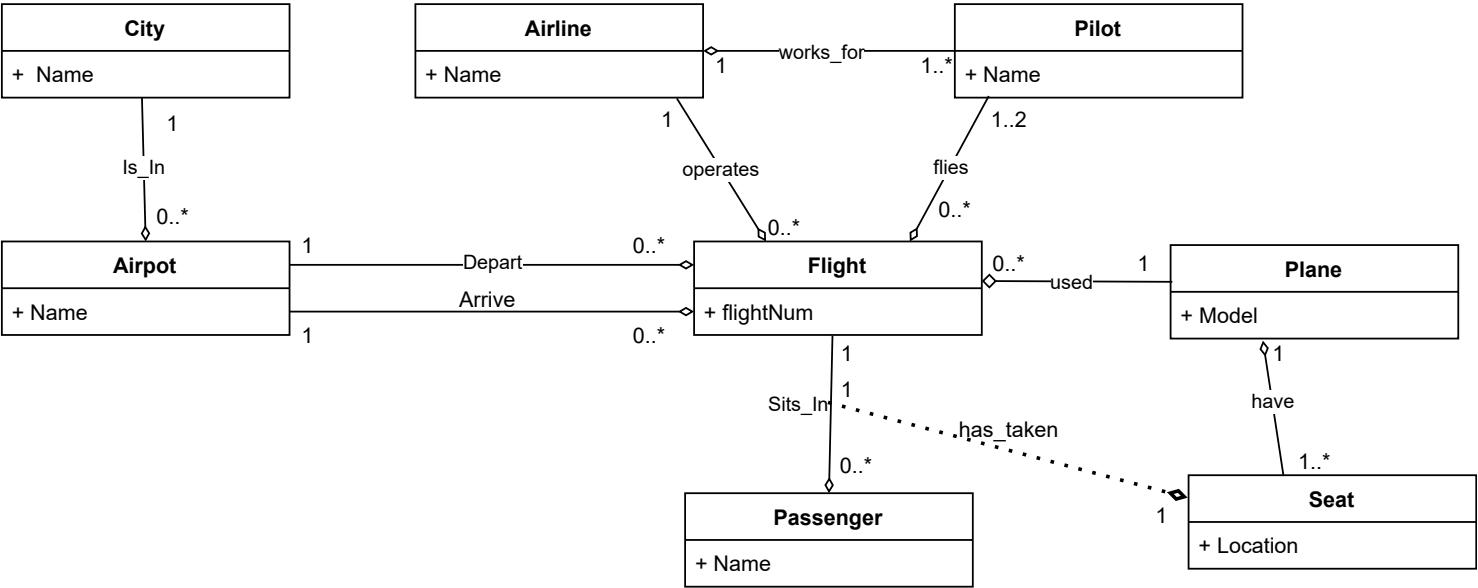 City
+ Name
Airline
+ Name
Pilot
+ Name
works_for
1
1..*
1
Is_In
0..*
1
operates
0..*
1..2
flies
0..*
Airpot
+ Name
1
Depart
0..*
Arrive
1
0..*
Flight
+ flightNum
0..*
used
1
Plane
+ Model
1
have
1..*
1
1
Sits_In
has_taken
0..*
1
Passenger
+ Name
Seat
+ Location